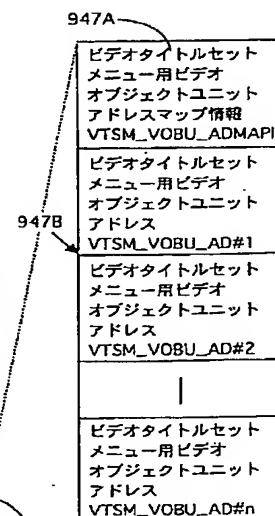 947A
ビデオタイトルセット
メニュー用ビデオ
オブジェクトユニット
アドレスマップ情報
VTSM_VOBU_ADMAPI
ビデオタイトルセット
メニュー用ビデオ
オブジェクトユニット
アドレス
VTSM_VOBU_AD#1
947B
ビデオタイトルセット
メニュー用ビデオ
オブジェクトユニット
アドレス
VTSM_VOBU_AD#2
ビデオタイトルセット
メニュー用ビデオ
オブジェクトユニット
アドレス
VTSM_VOBU_AD#n